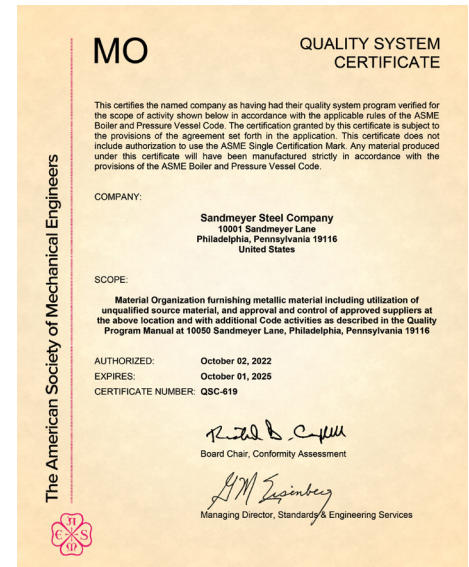 MO
QUALITY SYSTEM
CERTIFICATE
This certifies the named company as having had their quality system program verified for
the scope of activity shown below in accordance with the applicable rules of the ASME
Boiler and Pressure Vessel Code. The certification granted by this certificate is subject to
the provisions of the agreement set forth in the application. This certificate does not
include authorization to use the ASME Single Certification Mark. Any material produced
under this certificate will have been manufactured strictly in accordance with the
provisions of the ASME Boiler and Pressure Vessel Code.
COMPANY:
Sandmeyer Steel Company
10001 Sandmeyer Lane
Philadelphia, Pennsylvania 19116
United States
SCOPE:
Material Organization furnishing metallic material including utilization of
unqualified source material, and approval and control of approved suppliers at
the above location and with additional Code activities as described in the Quality
Program Manual at 10050 Sandmeyer Lane, Philadelphia, Pennsylvania 19116
AUTHORIZED: October 02, 2022
EXPIRES: October 01, 2025
CERTIFICATE NUMBER: QSC-619
Board Chair, Conformity Assessment
Managing Director, Standards & Engineering Services
The American Society of Mechanical Engineers